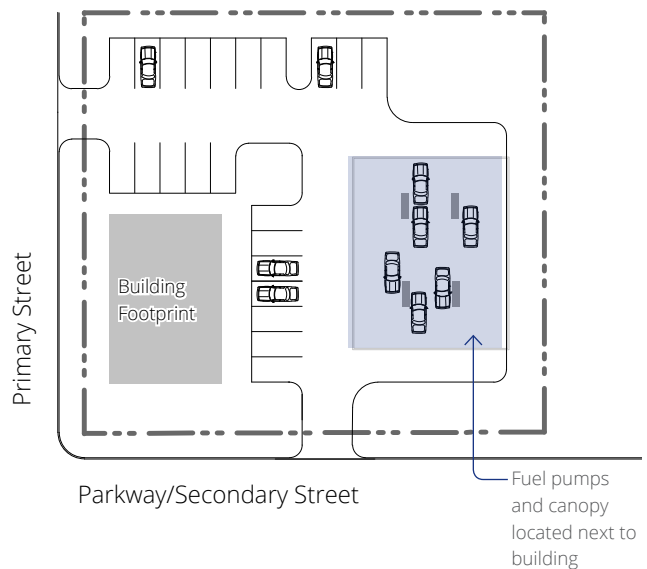 Building
Footprint
Primary Street
Parkway/Secondary Street
Fuel pumps
and canopy
located next to
building